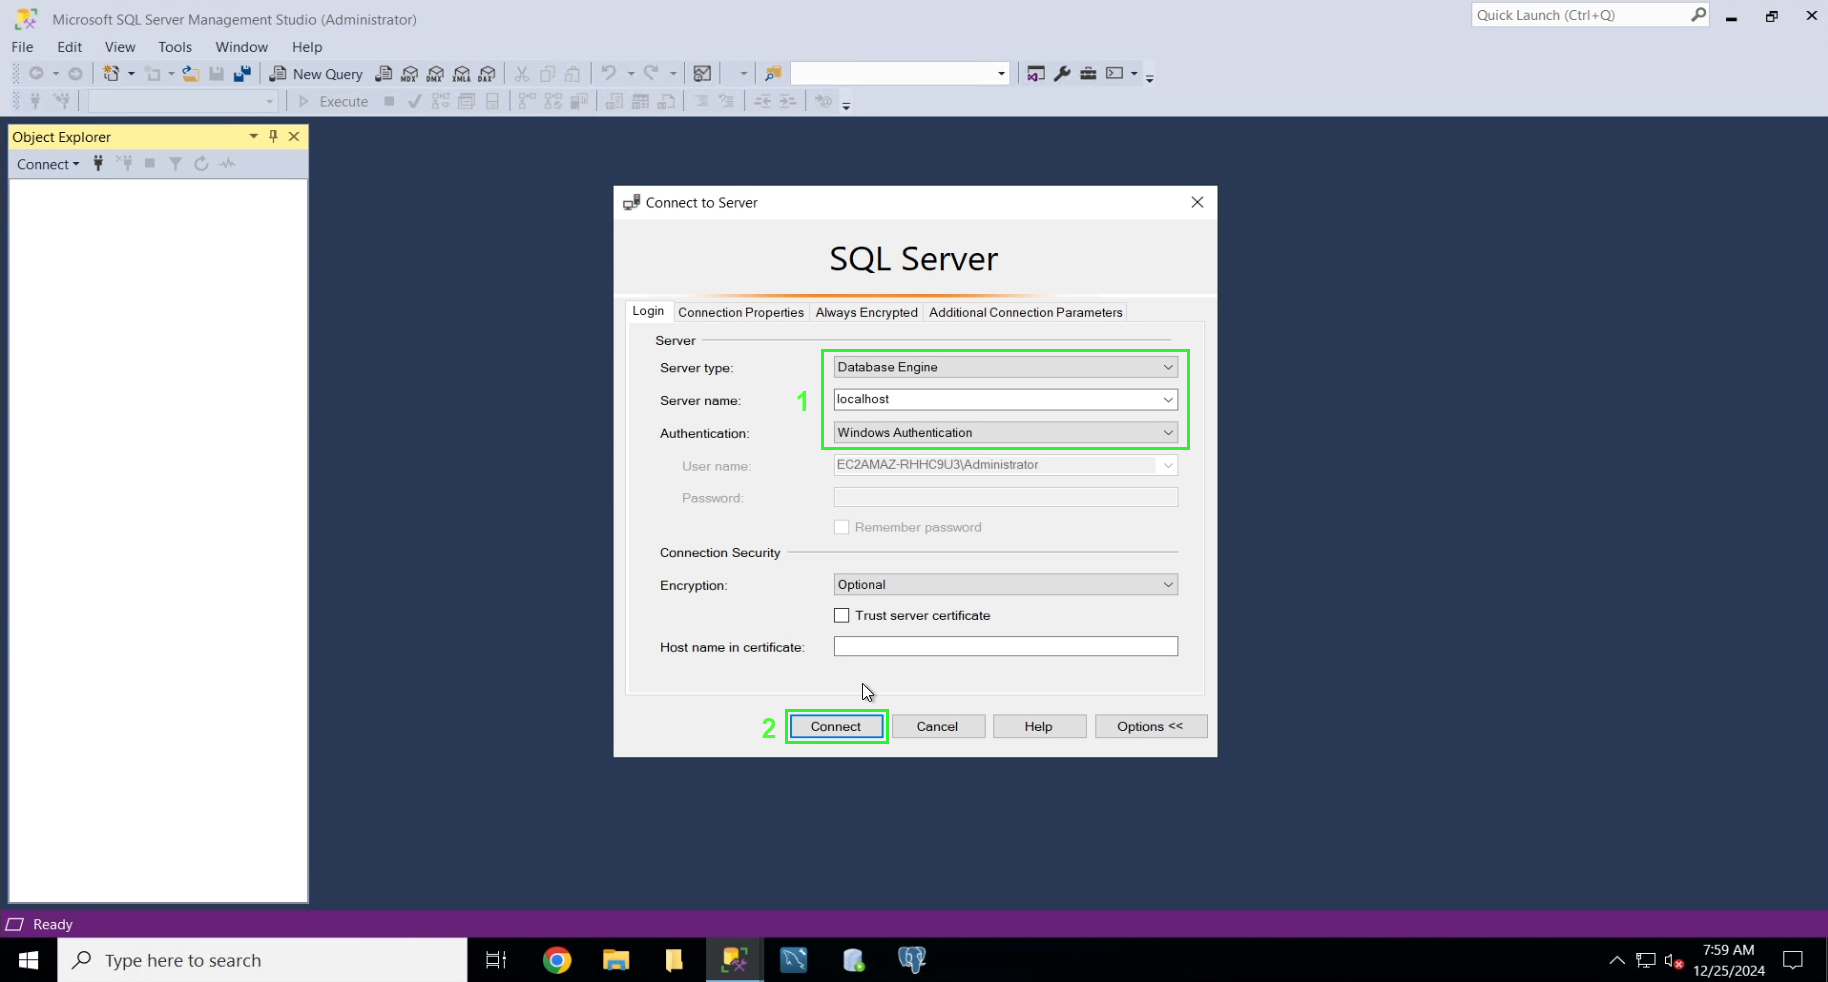 Microsoft SQL Server Management Studio (Administrator)
Quick Launch (Ctrl+Q)
File Edit View Tools Window Help
New Query MDX DMX XMLA DAX
Execute
Object Explorer
Connect
Connect to Server
SQL Server
Login Connection Properties Always Encrypted Additional Connection Parameters
Server
Server type: Database Engine
Server name: 1 localhost
Authentication: Windows Authentication
User name: EC2AMAZ-RHHC9U3\Administrator
Password:
Remember password
Connection Security
Encryption: Optional
Trust server certificate
Host name in certificate:
2 Connect Cancel Help Options <<
Ready
Type here to search
7:59 AM
12/25/2024